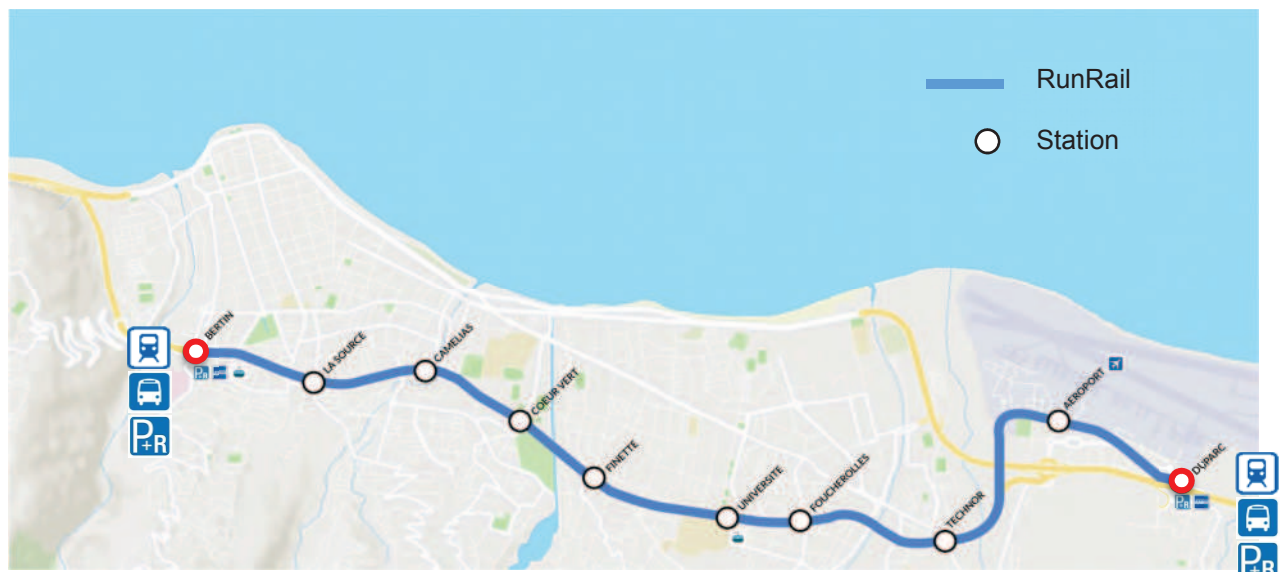 RunRail
Station
BERTIN
LA SOURCE
CAMELIAS
COEUR VERT
FINETTE
UNIVERSITE
FOUCHEROLLES
TECHNOR
AEROPORT
DUPARC
P+R
P+R
P+R
P+R